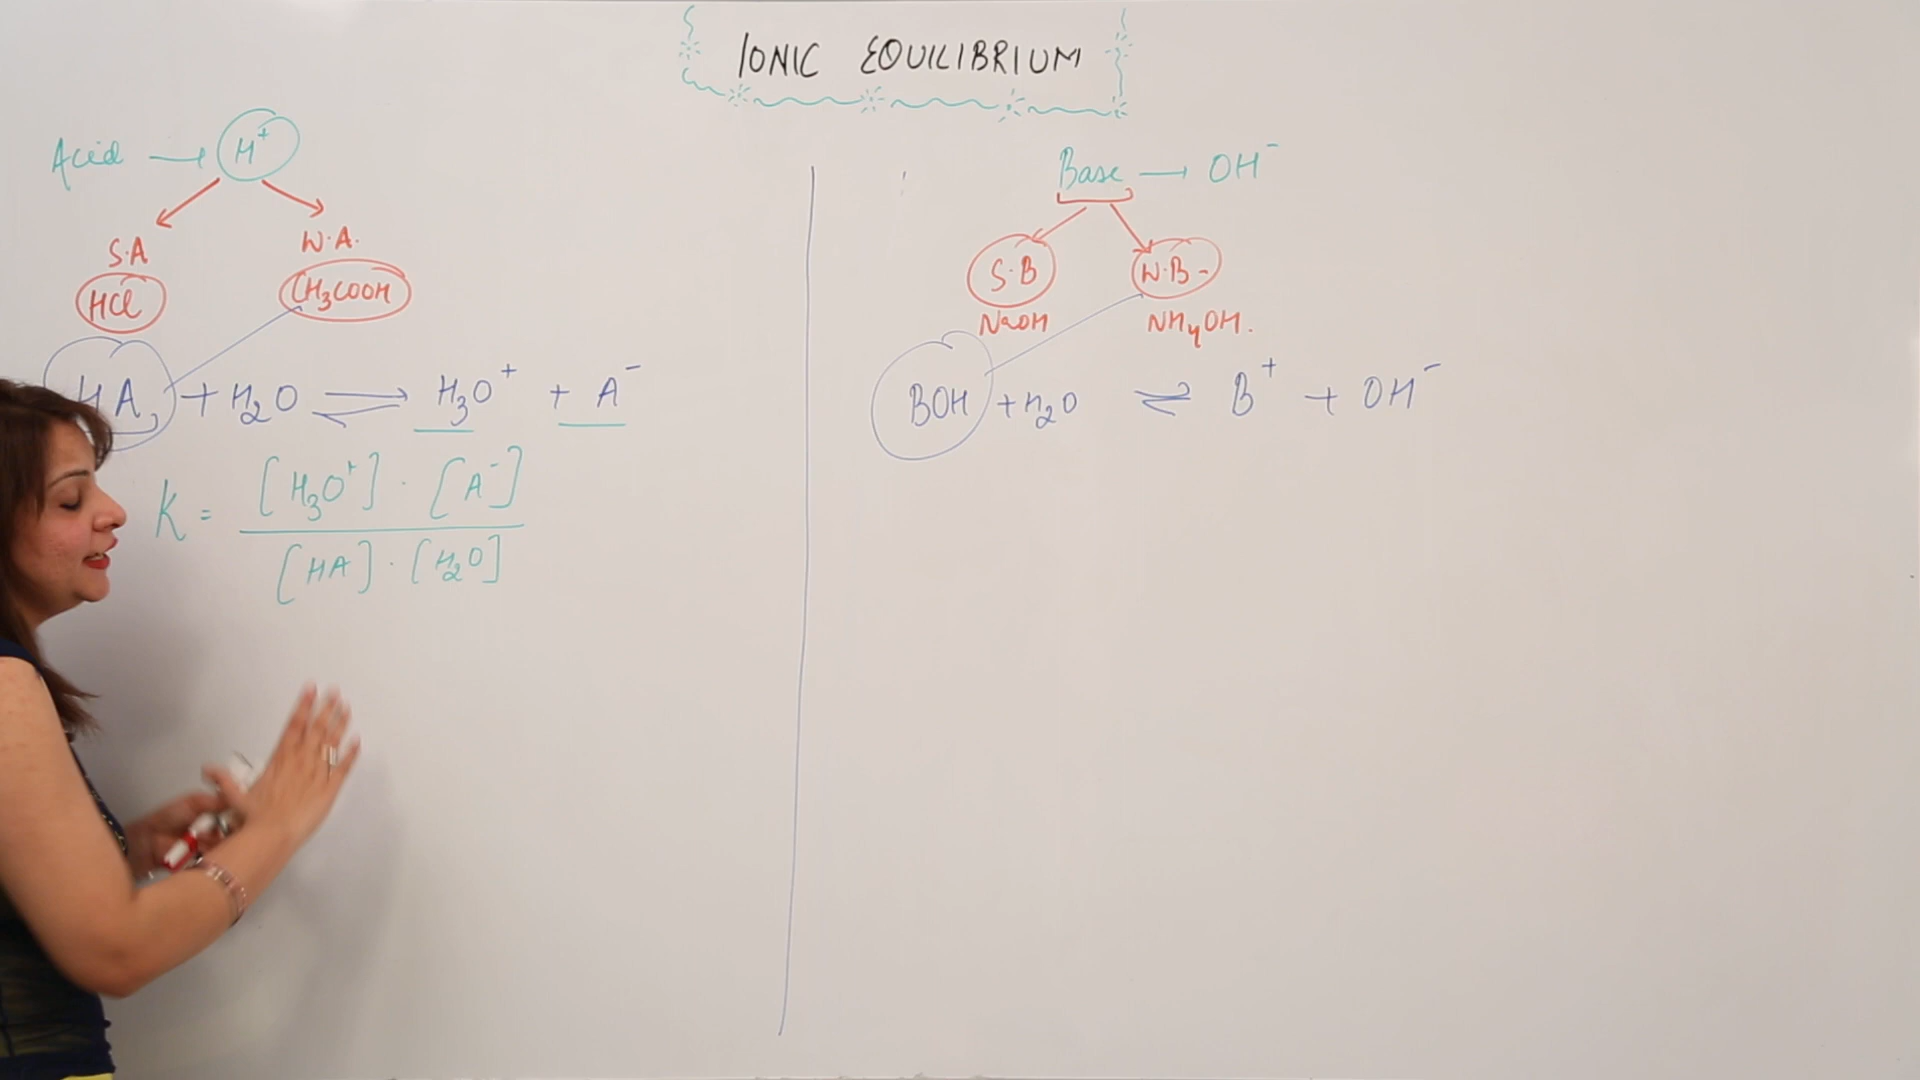 IONIC EQUILIBRIUM
Acid → H⁺
S.A
W.A.
HCl
CH₃COOH
HA + H₂O ⇌ H₃O⁺ + A⁻
K = [H₃O⁺] · [A⁻]
[HA] · [H₂O]
Base → OH⁻
S.B
W.B-
NaOH
NH₄OH.
BOH + H₂O ⇌ B⁺ + OH⁻